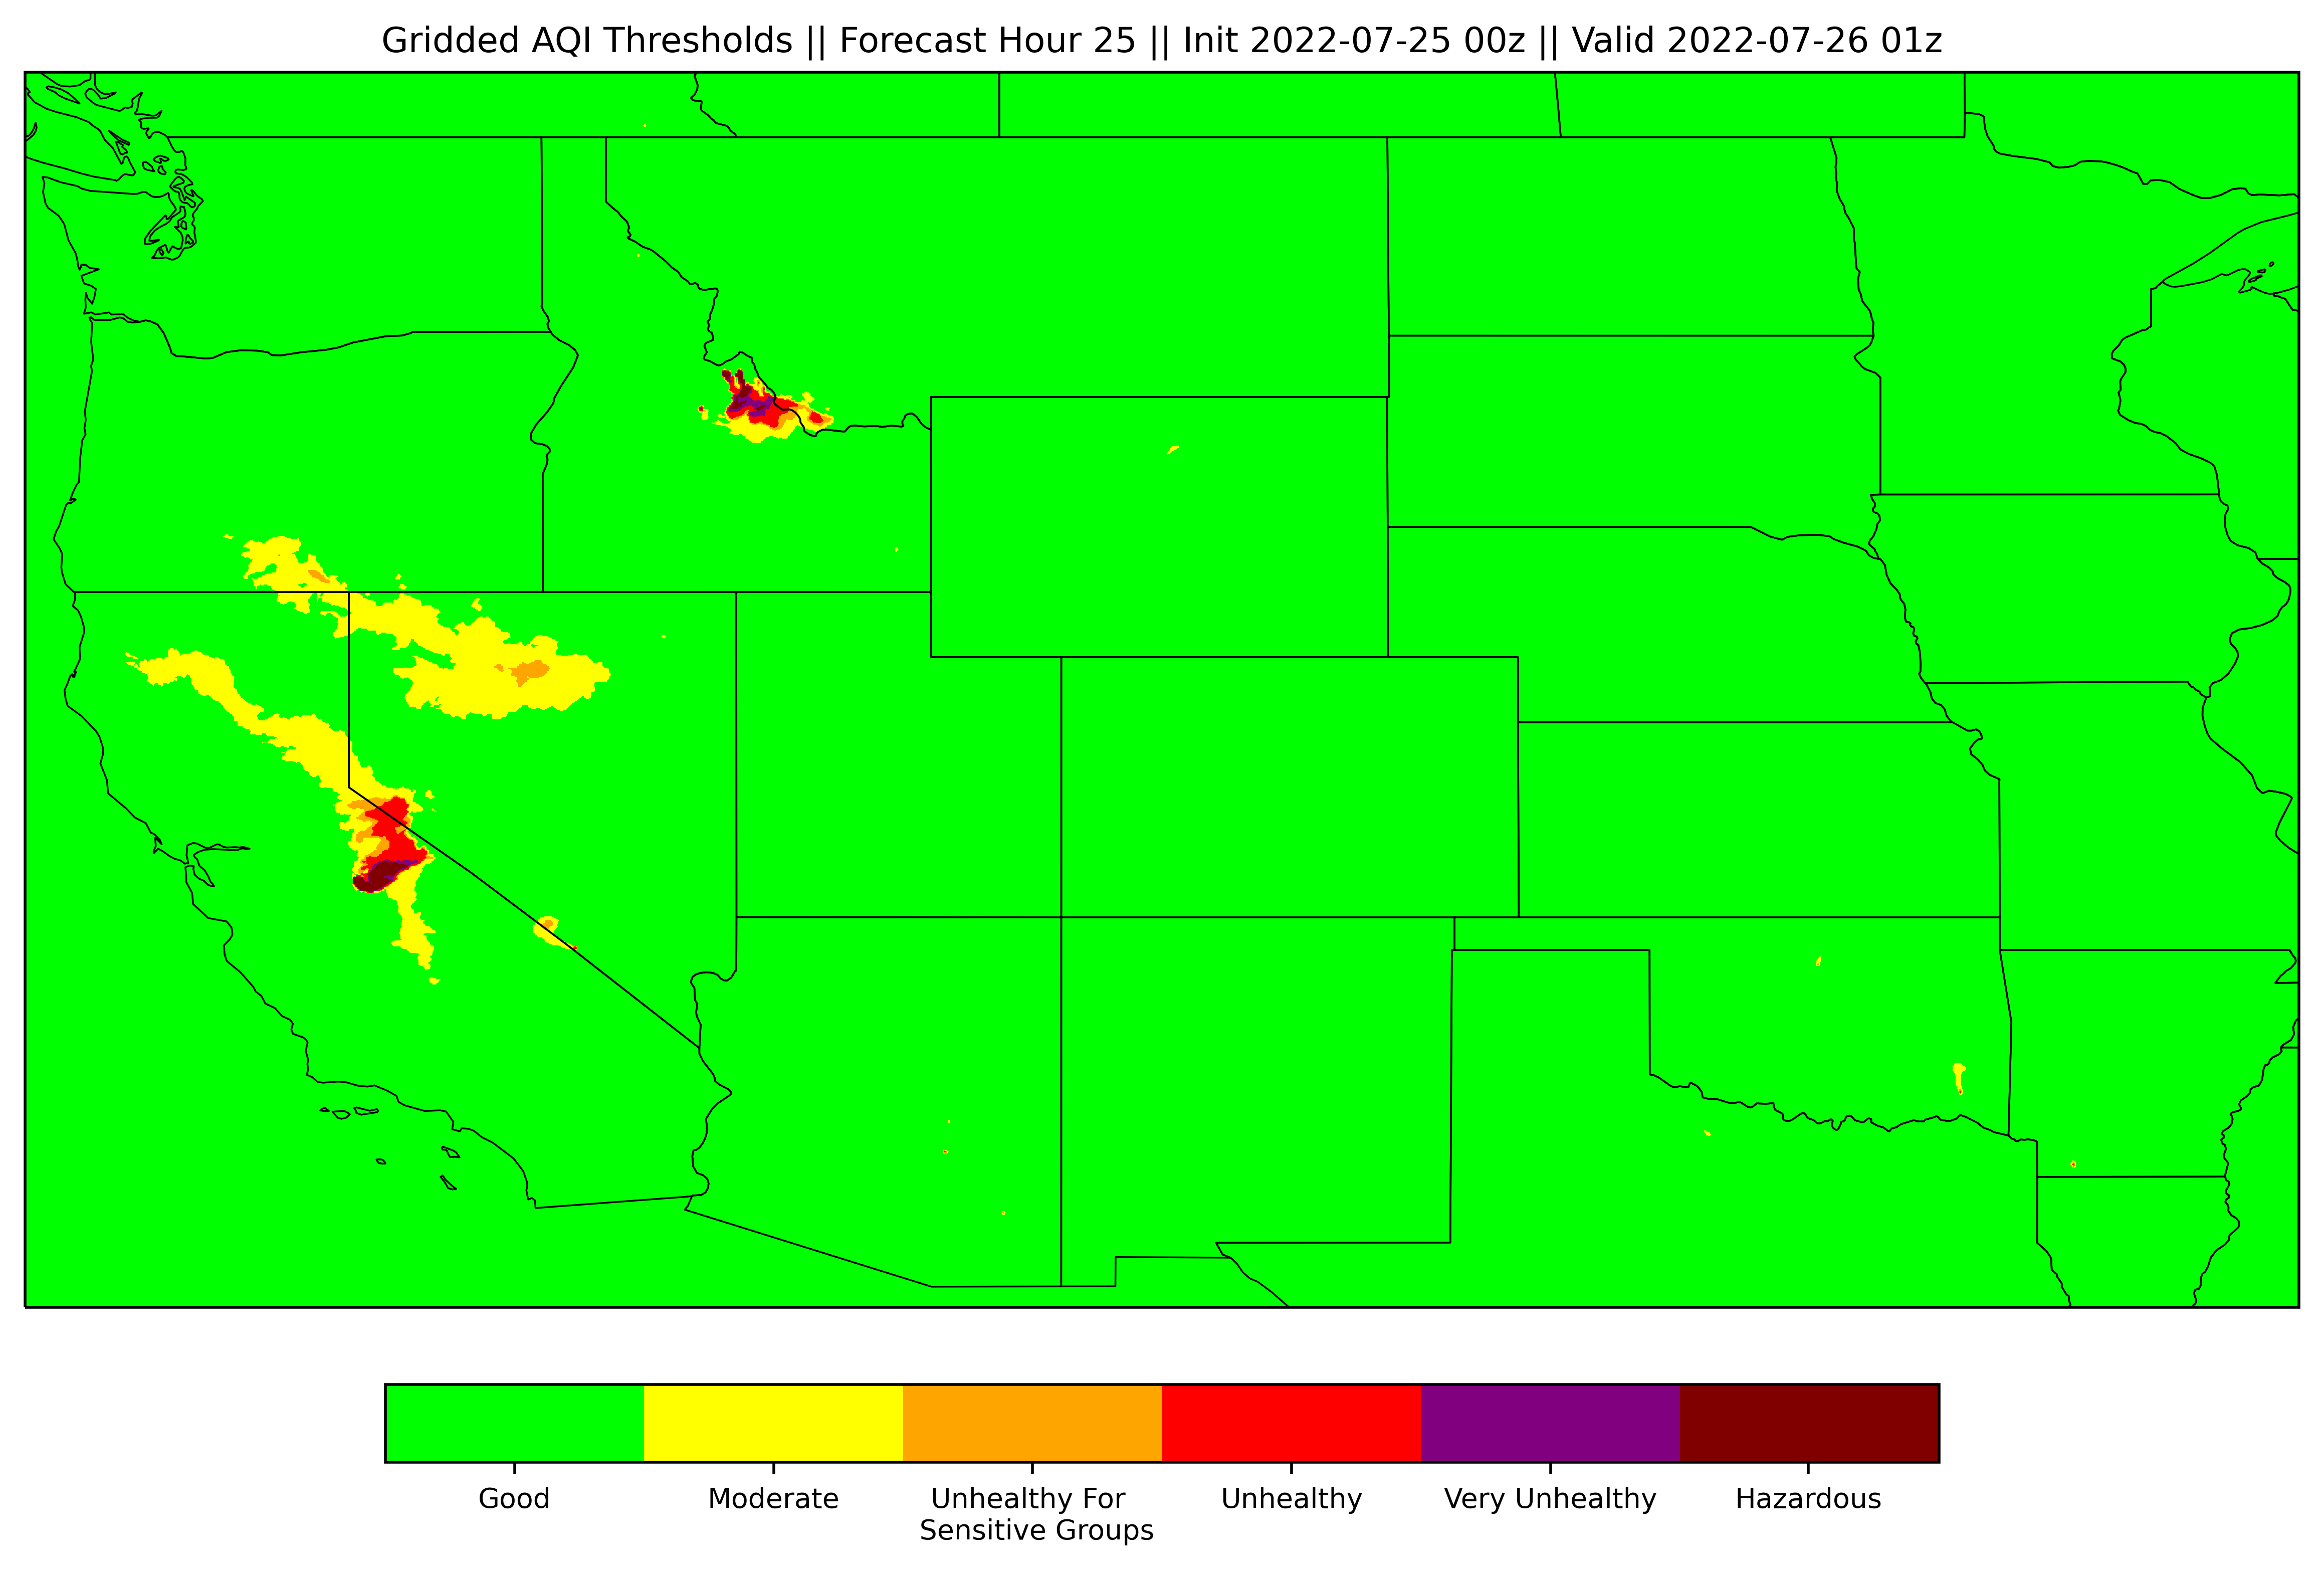 Gridded AQI Thresholds || Forecast Hour 25 || Init 2022-07-25 00z || Valid 2022-07-26 01z
Good
Moderate
Unhealthy For
Sensitive Groups
Unhealthy
Very Unhealthy
Hazardous